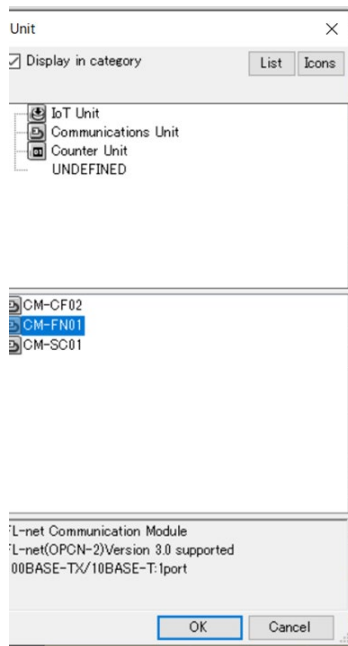 Unit
Display in category
List
Icons
IoT Unit
Communications Unit
Counter Unit
UNDEFINED
CM-CF02
CM-FN01
CM-SC01
L-net Communication Module
L-net(OPCN-2)Version 3.0 supported
00BASE-TX/10BASE-T:1port
OK
Cancel